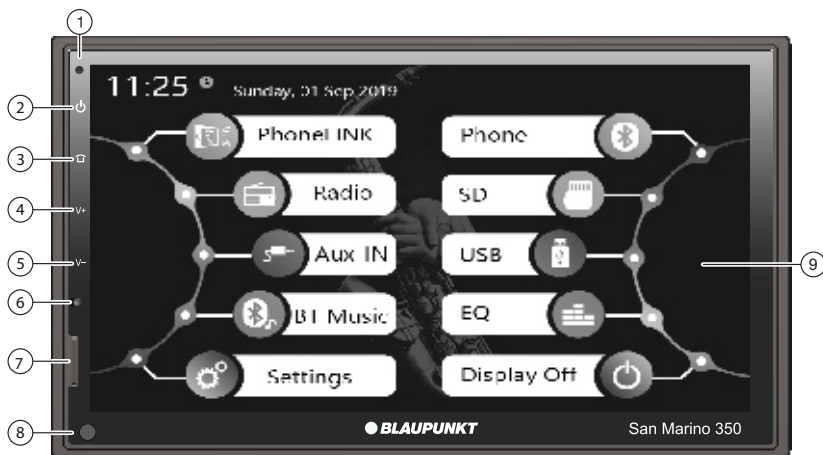 1
11:25 Sunday, 01 Sep 2019
2
PhoneLINK Phone
3
Radio SD
4 V+
Aux IN USB
5 V−
9
6
BT Music EQ
7
Settings Display Off
8
BLAUPUNKT San Marino 350